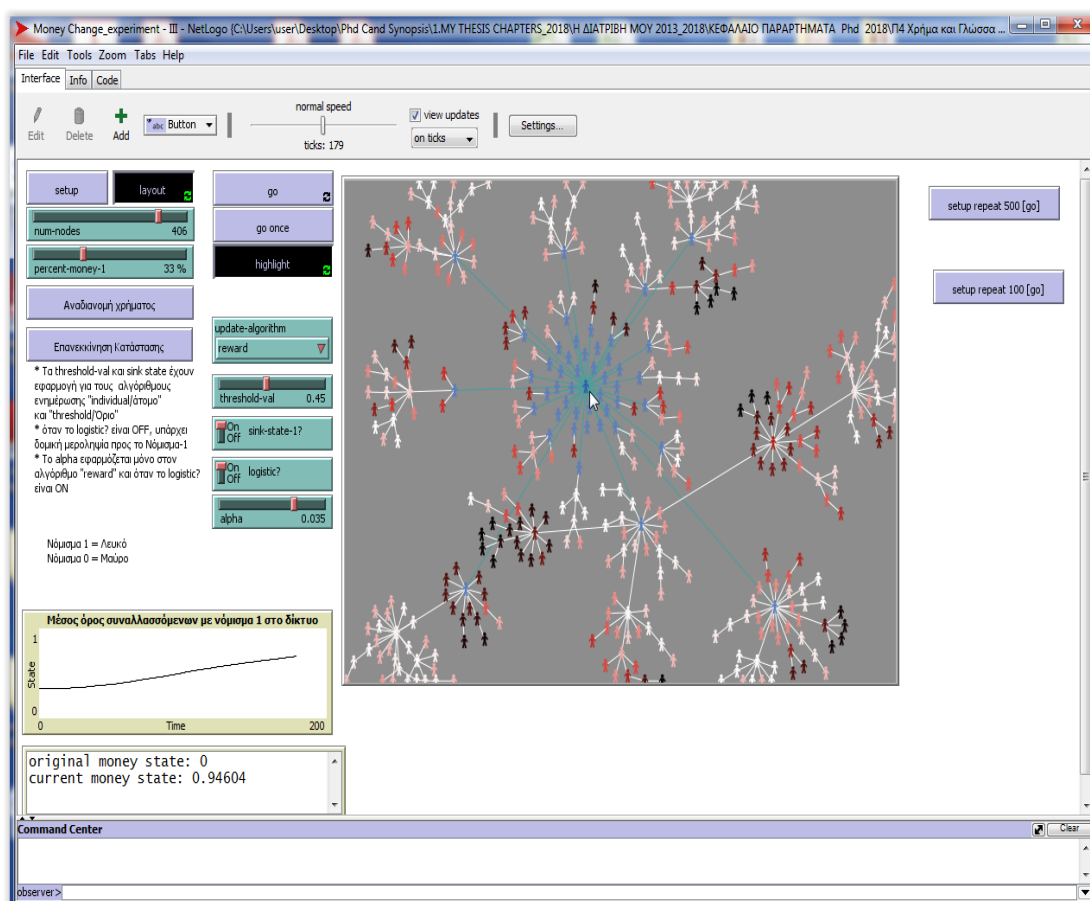 Money Change_experiment - III - NetLogo {C:\Users\user\Desktop\Phd Cand Synopsis\1.MY THESIS CHAPTERS_2018\Η ΔΙΑΤΡΙΒΗ ΜΟΥ 2013_2018\ΚΕΦΑΛΑΙΟ ΠΑΡΑΡΤΗΜΑΤΑ Phd 2018\Π4 Χρήμα και Γλώσσα ...
File Edit Tools Zoom Tabs Help
Interface Info Code
Edit Delete Add abc Button normal speed ticks: 179 view updates on ticks Settings...
setup layout go
num-nodes 406
go once
percent-money-1 33 %
highlight
Αναδιανομή χρήματος
Επανεκκίνηση Κατάστασης
* Τα threshold-val και sink state έχουν
εφαρμογή για τους αλγόριθμους
ενημέρωσης "individual/άτομο"
και "threshold/Όριο"
* όταν το logistic? είναι OFF, υπάρχει
δομική μεροληψία προς το Νόμισμα-1
* Το alpha εφαρμόζεται μόνο στον
αλγόριθμο "reward" και όταν το logistic?
είναι ON
update-algorithm
reward
threshold-val 0.45
On
Off sink-state-1?
On
Off logistic?
alpha 0.035
Νόμισμα 1 = Λευκό
Νόμισμα 0 = Μαύρο
setup repeat 500 [go]
setup repeat 100 [go]
Μέσος όρος συναλλασσόμενων με νόμισμα 1 στο δίκτυο
1
State
0
0 Time 200
original money state: 0
current money state: 0.94604
Command Center Clear
observer>